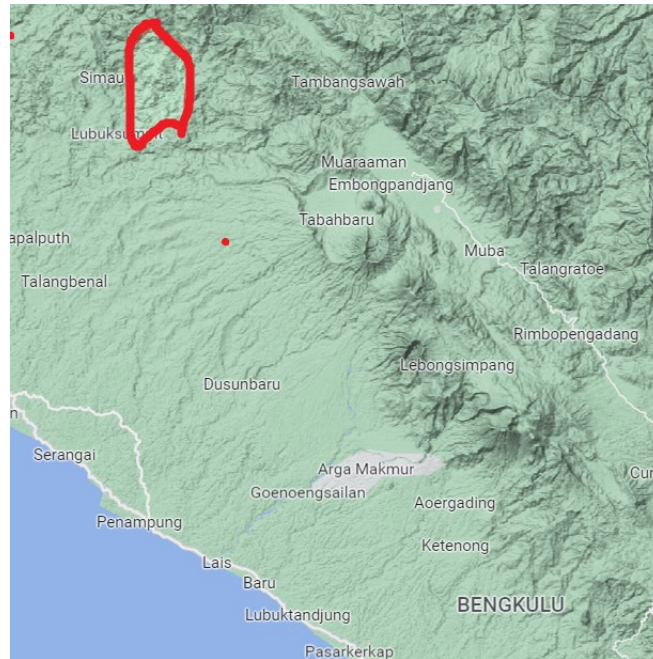 Simau
Tambangsawah
Muaraaman
Embongpandjang
Tabahbaru
apalputh
Muba
Talangratoe
Talangbenal
Rimbopengadang
Lebongsimpang
Dusunbaru
n
Serangai
Arga Makmur
Cur
Goenoengsailan
Aoergading
Penampung
Ketenong
Lais
Baru
BENGKULU
Lubuktandjung
Pasarkerkap